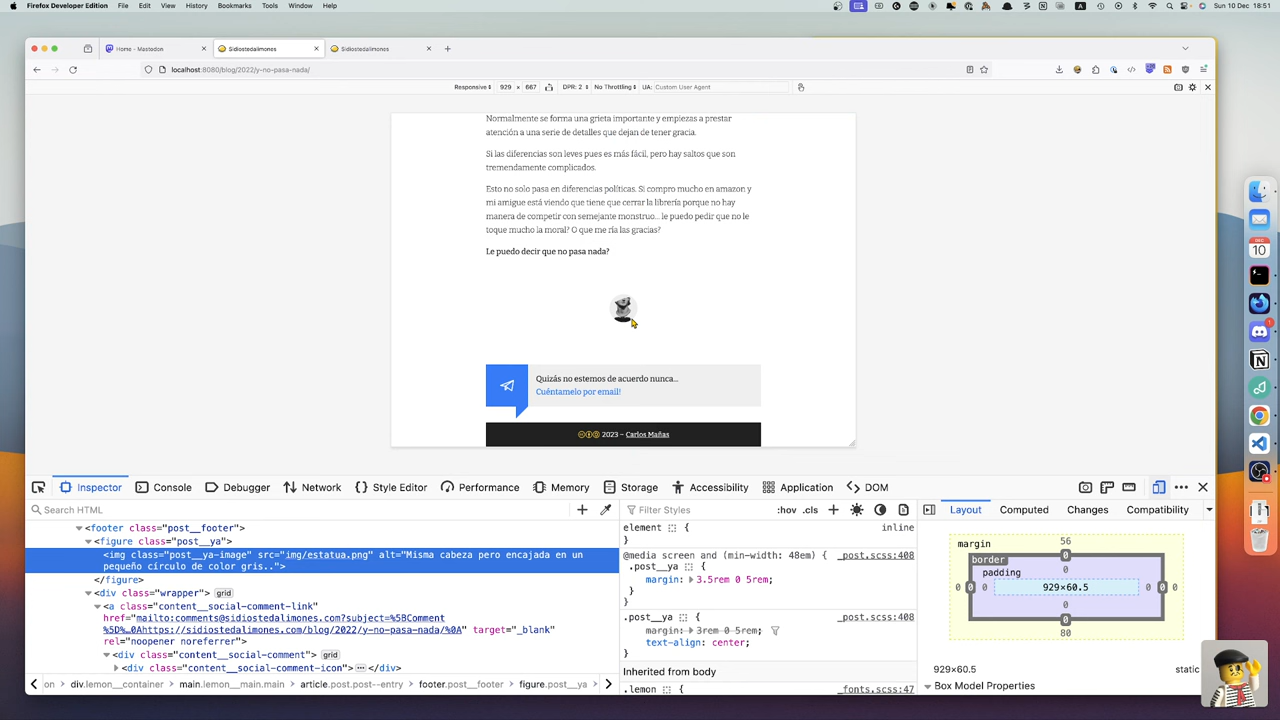 Firefox Developer Edition File Edit View History Bookmarks Tools Window Help
Sun 10 Dec 18:51
Home - Mastodon Sidiostedalimones Sidiostedalimones
localhost:8080/blog/2022/y-no-pasa-nada/
Responsive 929 × 667 DPR: 2 No Throttling UA: Custom User Agent
Normalmente se forma una grieta importante y empiezas a prestar
atención a una serie de detalles que dejan de tener gracia.
Si las diferencias son leves pues es más fácil, pero hay saltos que son
tremendamente complicados.
Esto no solo pasa en diferencias políticas. Si compro mucho en amazon y
mi amigue está viendo que tiene que cerrar la librería porque no hay
manera de competir con semejante monstruo... le puedo pedir que no le
toque mucho la moral? O que me ría las gracias?
Le puedo decir que no pasa nada?
Quizás no estemos de acuerdo nunca...
Cuéntamelo por email!
2023 ~ Carlos Mañas
DEC
10
Inspector Console Debugger Network Style Editor Performance Memory Storage Accessibility Application DOM
Search HTML
<footer class="post__footer">
<figure class="post__ya">
<img class="post__ya-image" src="img/estatua.png" alt="Misma cabeza pero encajada en un
pequeño círculo de color gris..">
</figure>
<div class="wrapper"> grid
<a class="content__social-comment-link"
href="mailto:comments@sidiostedalimones.com?subject=%5BComment
%5D%…0Ahttps://sidiostedalimones.com/blog/2022/y-no-pasa-nada/%0A" target="_blank"
rel="noopener noreferrer">
<div class="content__social-comment"> grid
<div class="content__social-comment-icon"> ••• </div>
on div.lemon__container main.lemon__main.main article.post.post--entry footer.post__footer figure.post__ya
Filter Styles :hov .cls
element { inline
}
@media screen and (min-width: 48em) { _post.scss:408
.post__ya {
margin: 3.5rem 0 5rem;
}
}
.post__ya { _post.scss:408
margin: 3rem 0 5rem;
text-align: center;
}
Inherited from body
.lemon { _fonts.scss:47
Layout Computed Changes Compatibility
margin 56
border 0
padding 0
0 0 0 929×60.5 0 0 0
0
0
80
929×60.5 static
Box Model Properties